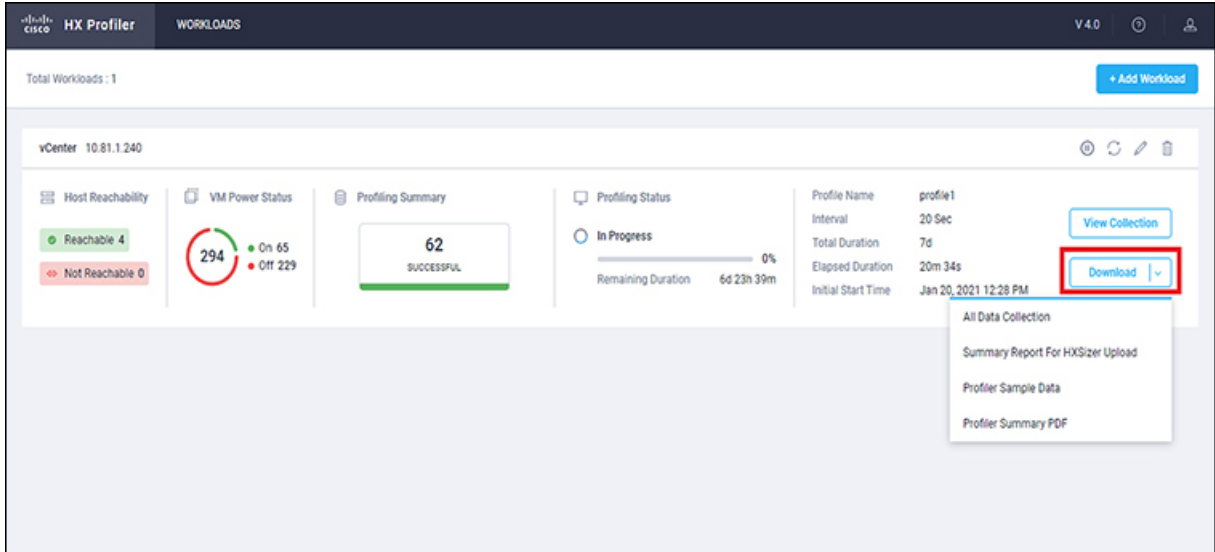 cisco HX Profiler WORKLOADS V 4.0
Total Workloads : 1 + Add Workload
vCenter 10.81.1.240
Host Reachability
Reachable 4
Not Reachable 0
VM Power Status
294
On 65
Off 229
Profiling Summary
62
SUCCESSFUL
Profiling Status
In Progress
0%
Remaining Duration 6d 23h 39m
Profile Name profile1
Interval 20 Sec
Total Duration 7d
Elapsed Duration 20m 34s
Initial Start Time Jan 20, 2021 12:28 PM
View Collection
Download
All Data Collection
Summary Report For HXSizer Upload
Profiler Sample Data
Profiler Summary PDF